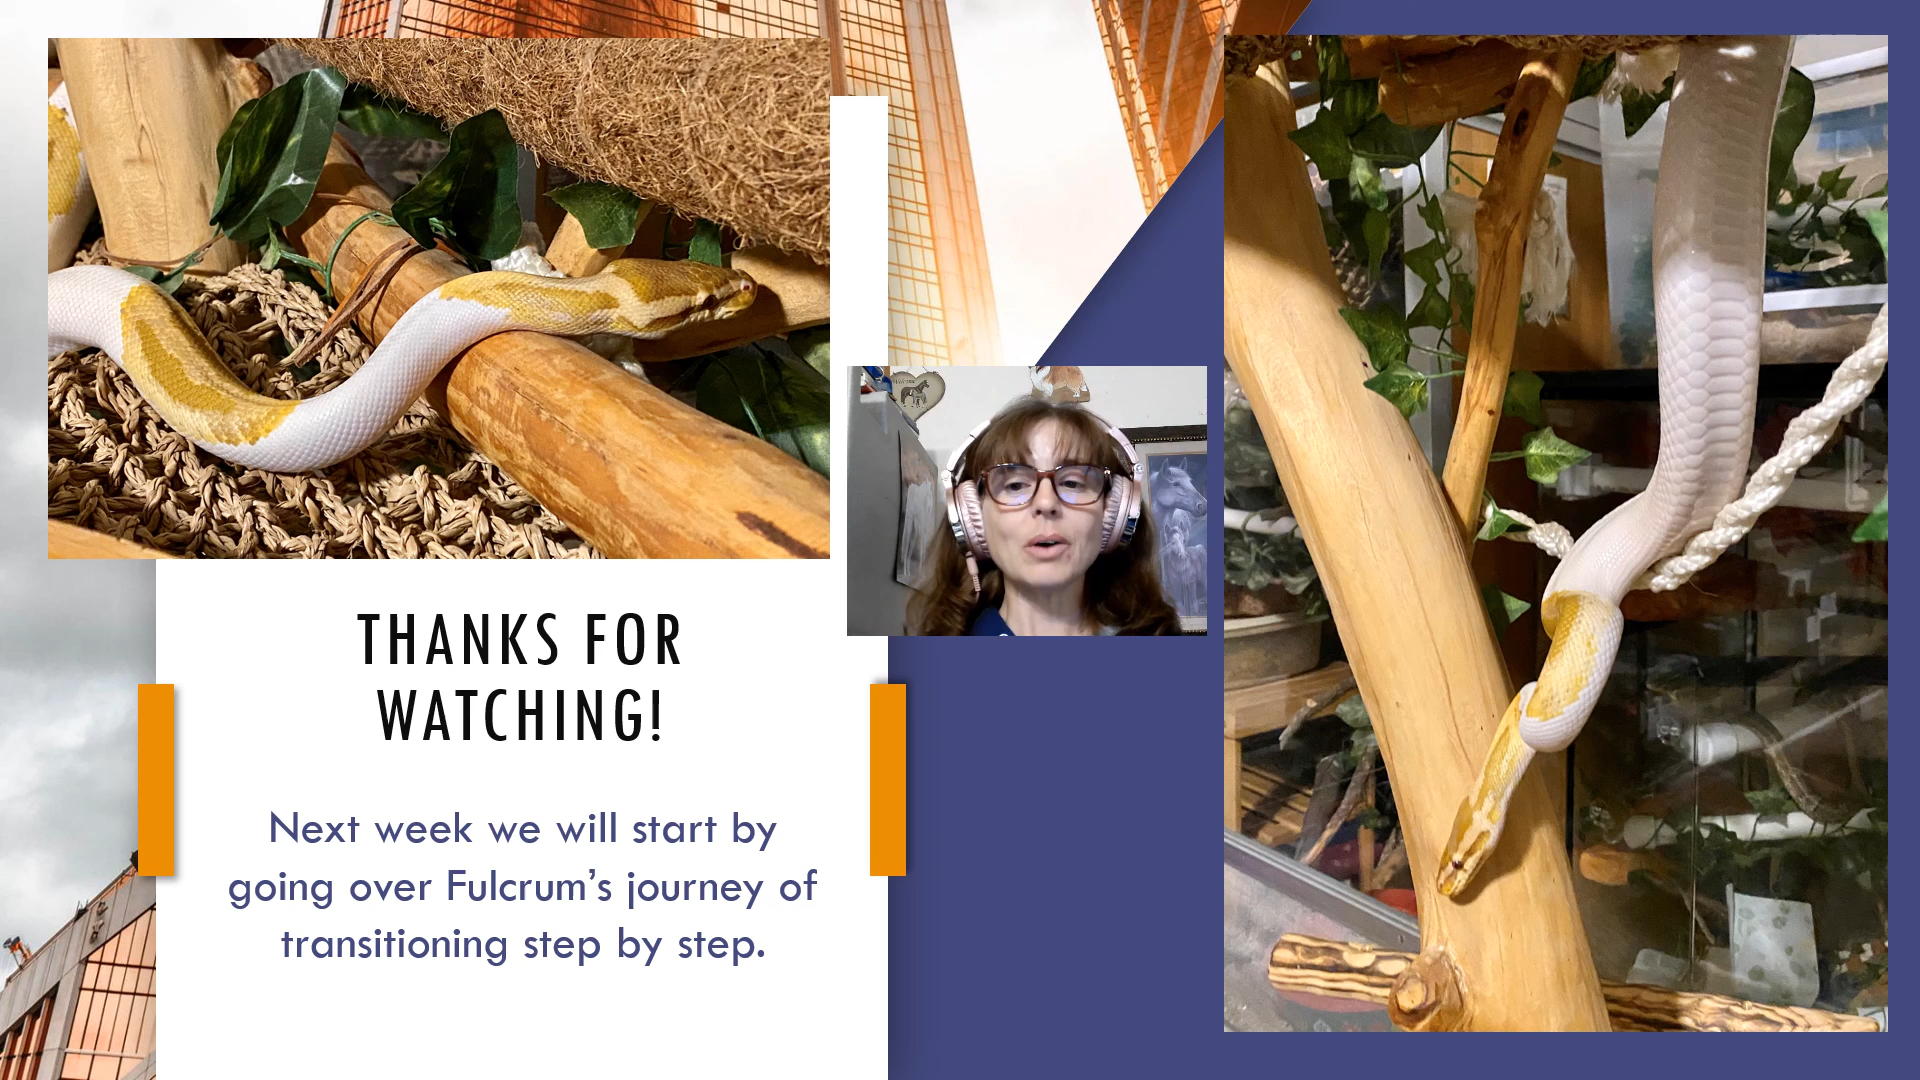 THANKS FOR
WATCHING!
Next week we will start by
going over Fulcrum’s journey of
transitioning step by step.